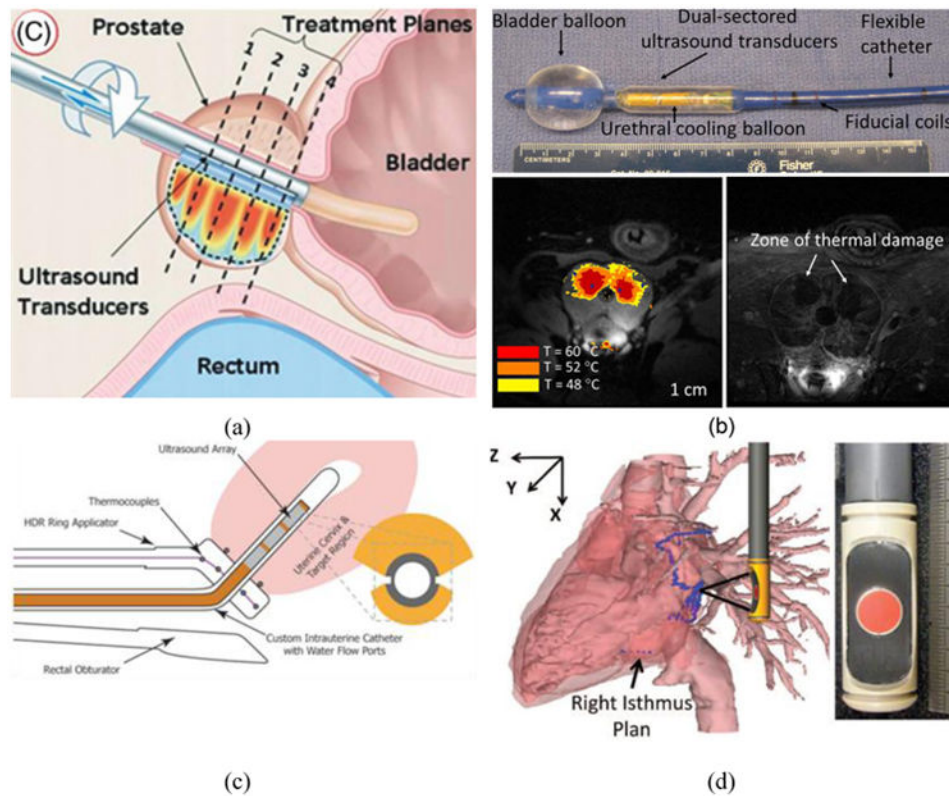 (C)
Prostate
Treatment Planes
1
2
3
4
Bladder
Ultrasound
Transducers
Rectum
(a)
Bladder balloon
Dual-sectored
ultrasound transducers
Flexible
catheter
Urethral cooling balloon
Fiducial coils
CENTIMETERS
Fisher
T = 60 °C
T = 52 °C
T = 48 °C
1 cm
Zone of thermal damage
(b)
Ultrasound Array
Thermocouples
HDR Ring Applicator
Uterine Cervix &
Target Region
Custom Intrauterine Catheter
with Water Flow Ports
Rectal Obturator
(c)
Z
Y
X
Right Isthmus
Plan
(d)